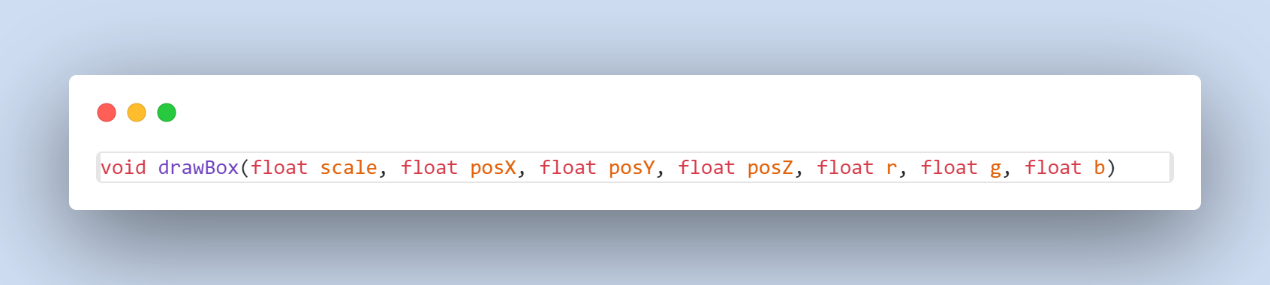 void drawBox(float scale, float posX, float posY, float posZ, float r, float g, float b)